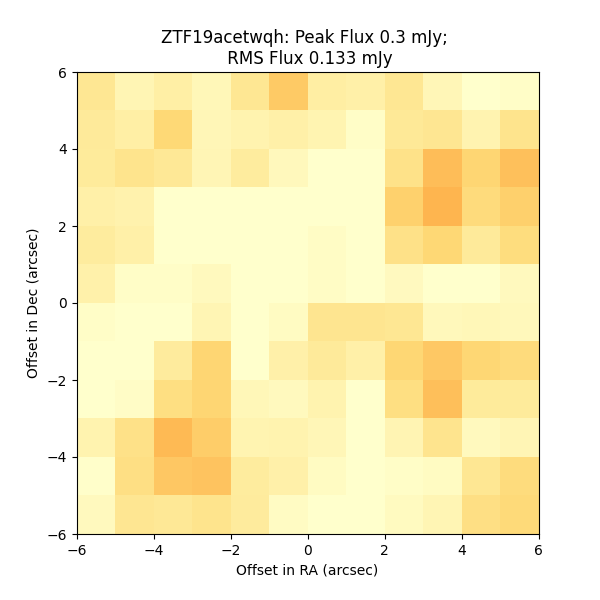 ZTF19acetwqh: Peak Flux 0.3 mJy;
RMS Flux 0.133 mJy
6
4
2
0
−2
−4
−6
Offset in Dec (arcsec)
−6 −4 −2 0 2 4 6
Offset in RA (arcsec)